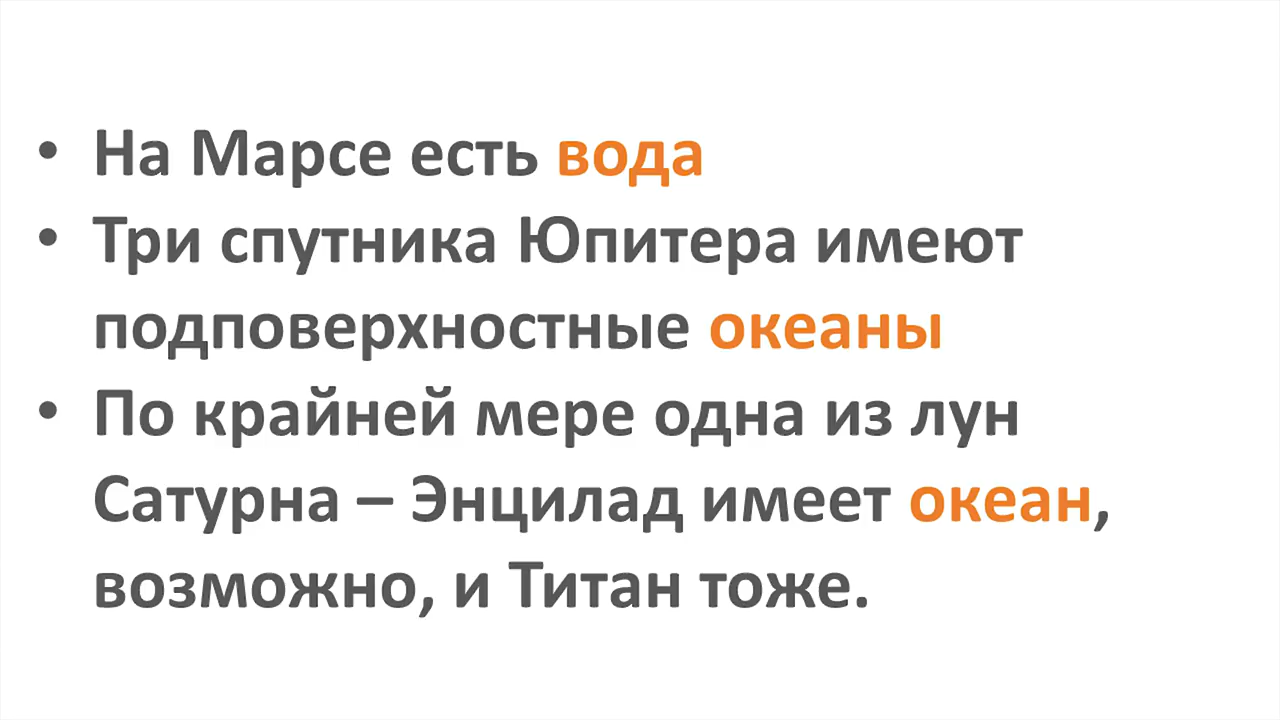 • На Марсе есть вода
• Три спутника Юпитера имеют
подповерхностные океаны
• По крайней мере одна из лун
Сатурна – Энцилад имеет океан,
возможно, и Титан тоже.